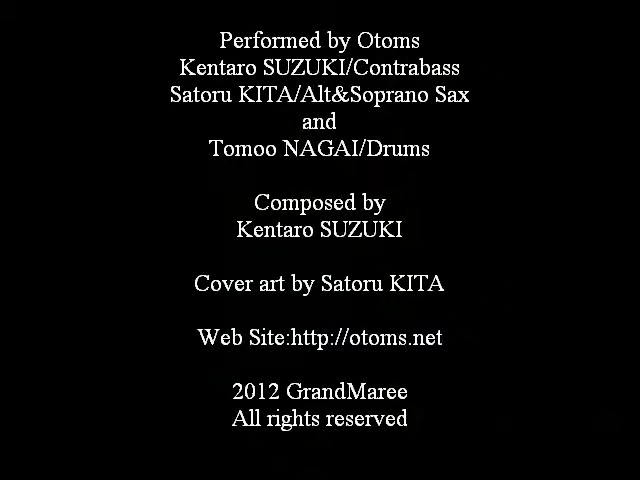 Performed by Otoms
Kentaro SUZUKI/Contrabass
Satoru KITA/Alt&Soprano Sax
and
Tomoo NAGAI/Drums
Composed by
Kentaro SUZUKI
Cover art by Satoru KITA
Web Site:http://otoms.net
2012 GrandMaree
All rights reserved